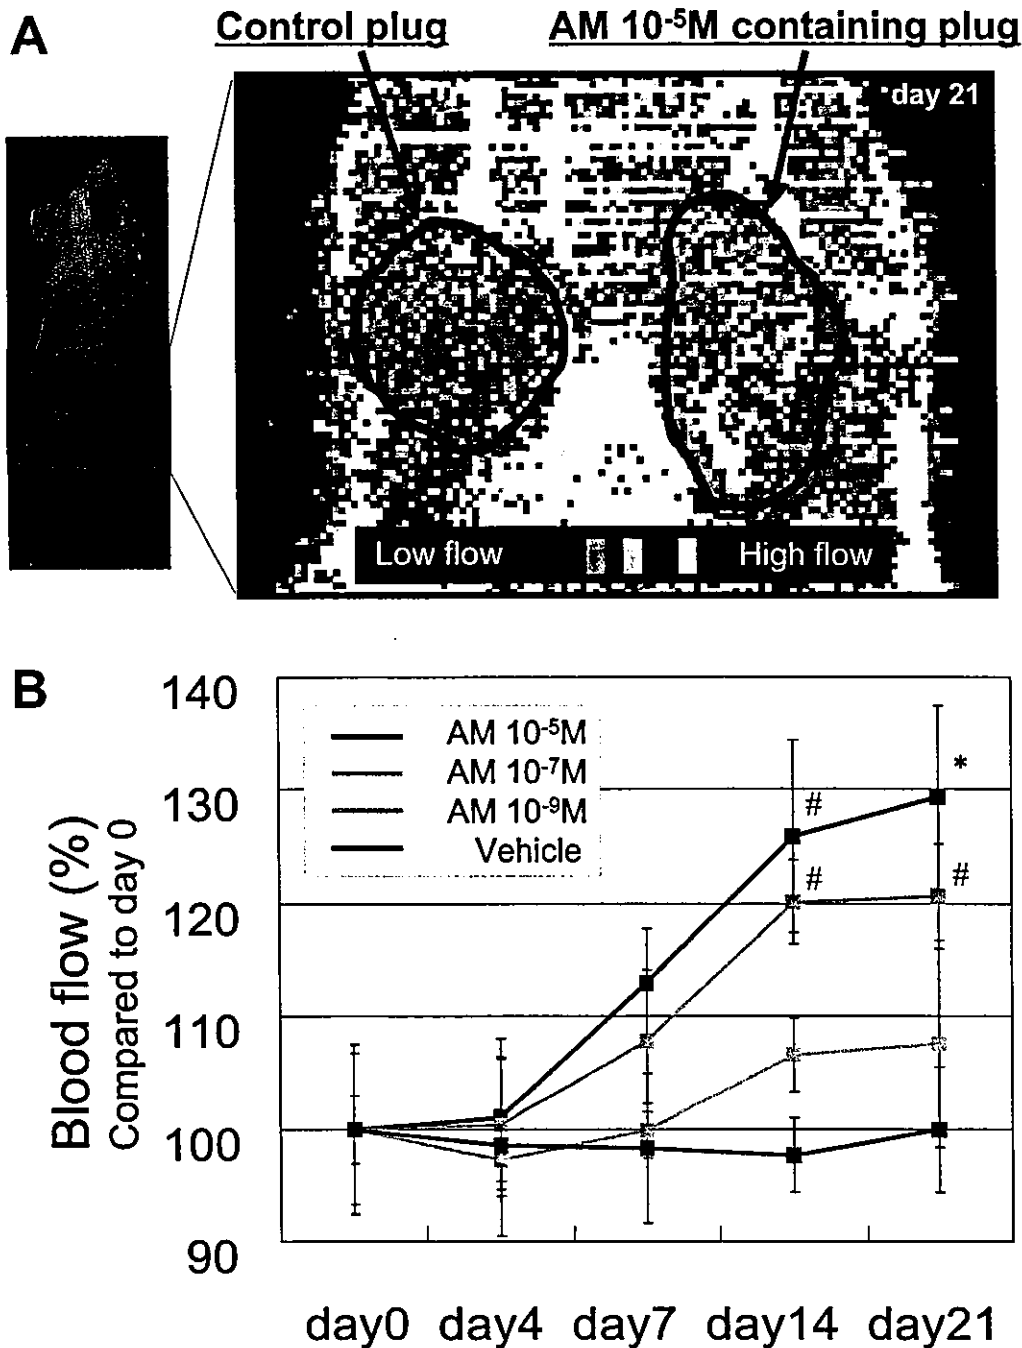 A
Control plug
AM 10⁻⁵M containing plug
day 21
Low flow
High flow
B
Blood flow (%)
Compared to day 0
140
130
120
110
100
90
AM 10⁻⁵M
AM 10⁻⁷M
AM 10⁻⁹M
Vehicle
#
#
*
#
day0 day4 day7 day14 day21